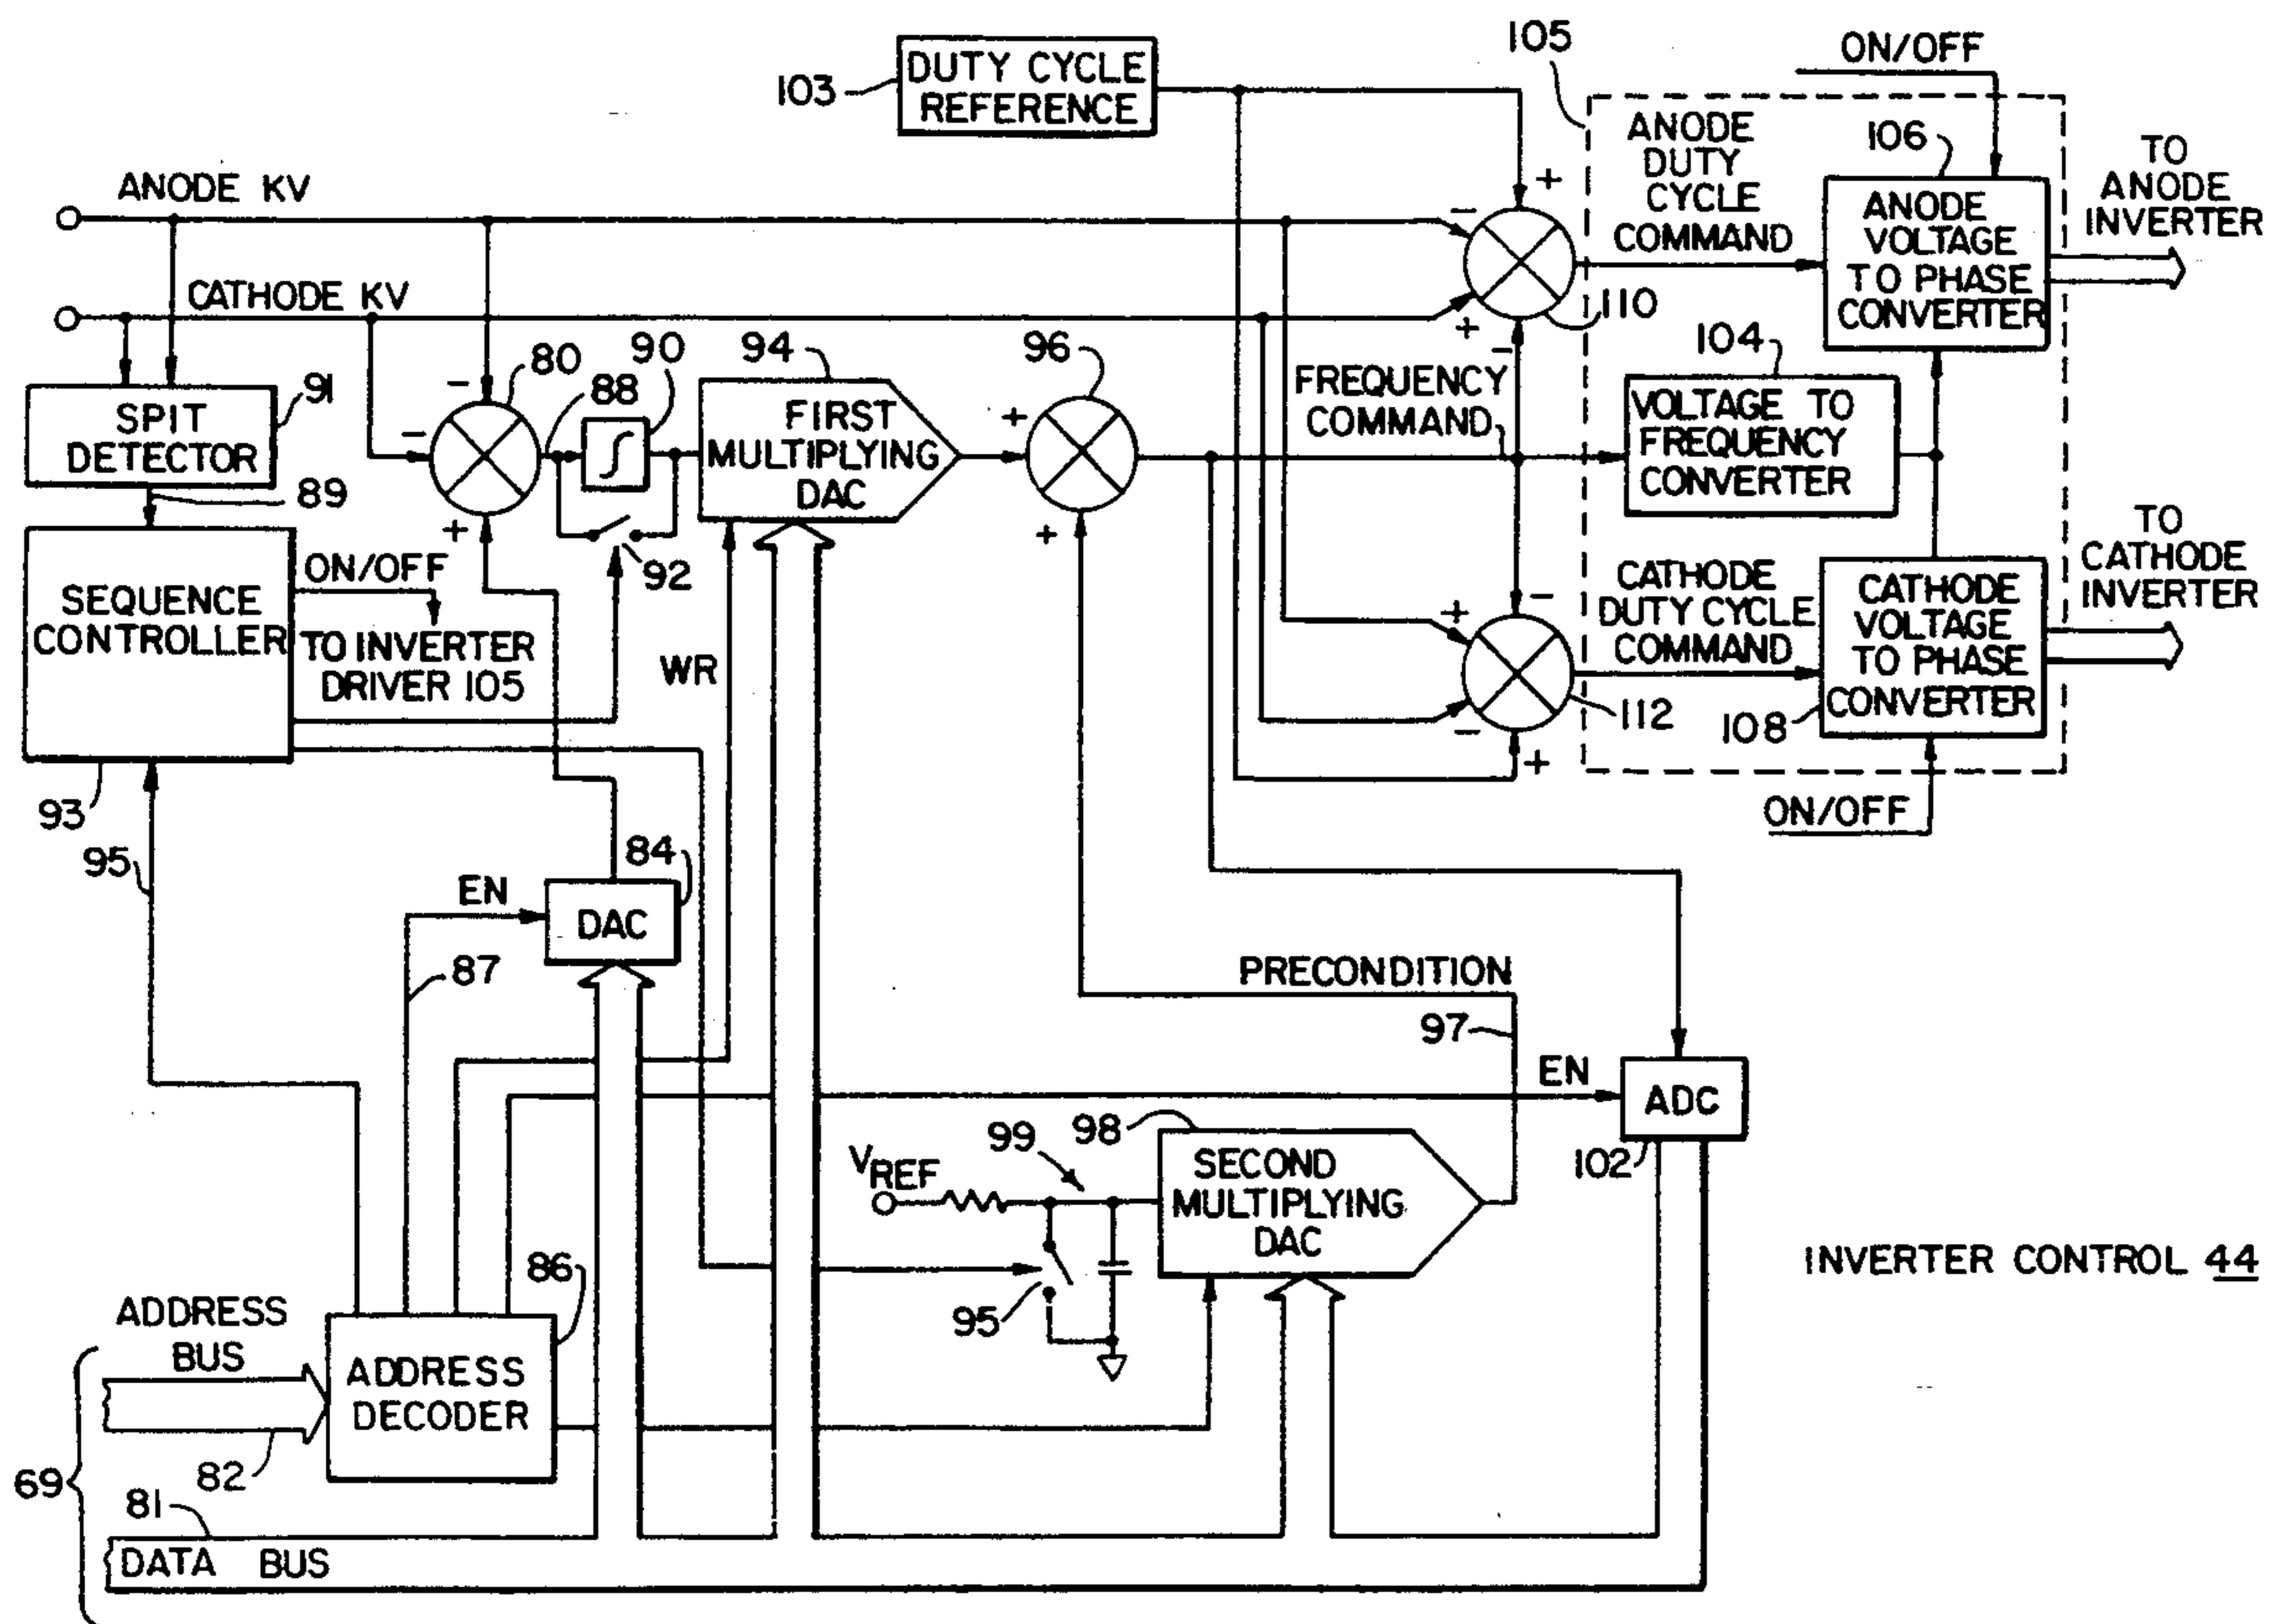 DUTY CYCLE
REFERENCE
103
105
ON/OFF
ANODE
DUTY
CYCLE
COMMAND
106
ANODE
VOLTAGE
TO PHASE
CONVERTER
TO
ANODE
INVERTER
ANODE KV
CATHODE KV
+
-
+
-
110
SPIT
DETECTOR
91
89
-
-
+
80
88
90
∫
92
94
FIRST
MULTIPLYING
DAC
96
+
+
FREQUENCY
COMMAND
104
VOLTAGE TO
FREQUENCY
CONVERTER
SEQUENCE
CONTROLLER
93
ON/OFF
TO INVERTER
DRIVER 105
WR
+
-
-
+
112
CATHODE
DUTY CYCLE
COMMAND
CATHODE
VOLTAGE
TO PHASE
CONVERTER
108
TO
CATHODE
INVERTER
ON/OFF
95
EN
87
84
DAC
PRECONDITION
97
EN
ADC
102
VREF
99
95
98
SECOND
MULTIPLYING
DAC
INVERTER CONTROL 44
86
ADDRESS
BUS
ADDRESS
DECODER
82
69
81
DATA BUS